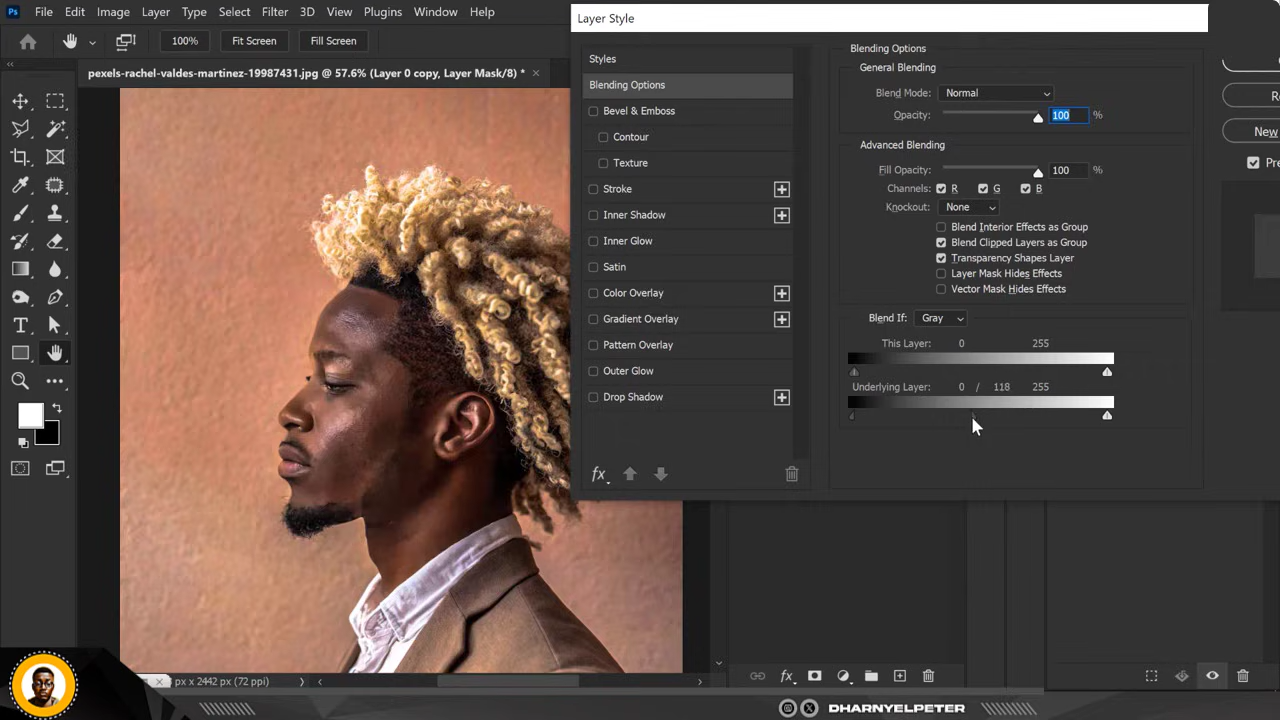 Ps File Edit Image Layer Type Select Filter 3D View Plugins Window Help
100% Fit Screen Fill Screen
pexels-rachel-valdes-martinez-19987431.jpg @ 57.6% (Layer 0 copy, Layer Mask/8) *
Layer Style
Styles
Blending Options
Bevel & Emboss
Contour
Texture
Stroke
Inner Shadow
Inner Glow
Satin
Color Overlay
Gradient Overlay
Pattern Overlay
Outer Glow
Drop Shadow
fx
Blending Options
General Blending
Blend Mode: Normal
Opacity: 100 %
Advanced Blending
Fill Opacity: 100
Channels: R G B
Knockout: None
Blend Interior Effects as Group
Blend Clipped Layers as Group
Transparency Shapes Layer
Layer Mask Hides Effects
Vector Mask Hides Effects
Blend If: Gray
This Layer: 0 255
Underlying Layer: 0 / 118 255
New
Pre
px x 2442 px (72 ppi)
fx
DHARNYELPETER